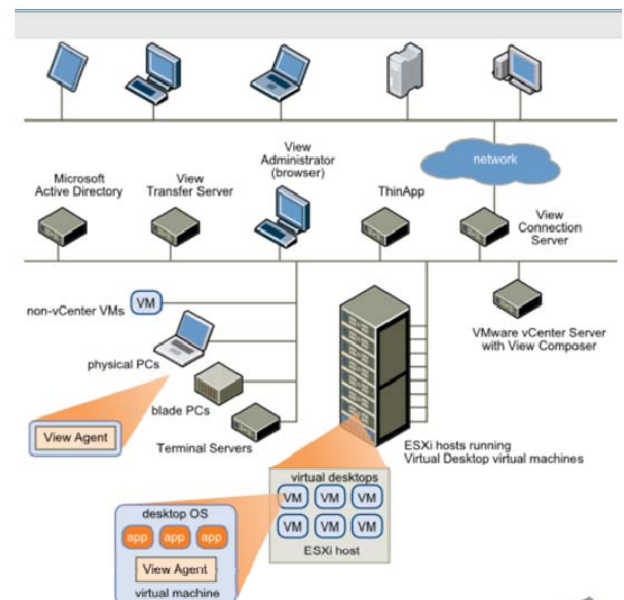 network
Microsoft
Active Directory
View
Transfer Server
View
Administrator
(browser)
ThinApp
View
Connection
Server
non-vCenter VMs
VM
physical PCs
VMware vCenter Server
with View Composer
blade PCs
View Agent
Terminal Servers
ESXi hosts running
Virtual Desktop virtual machines
virtual desktops
VM VM VM
VM VM VM
ESXi host
desktop OS
app app app
View Agent
virtual machine